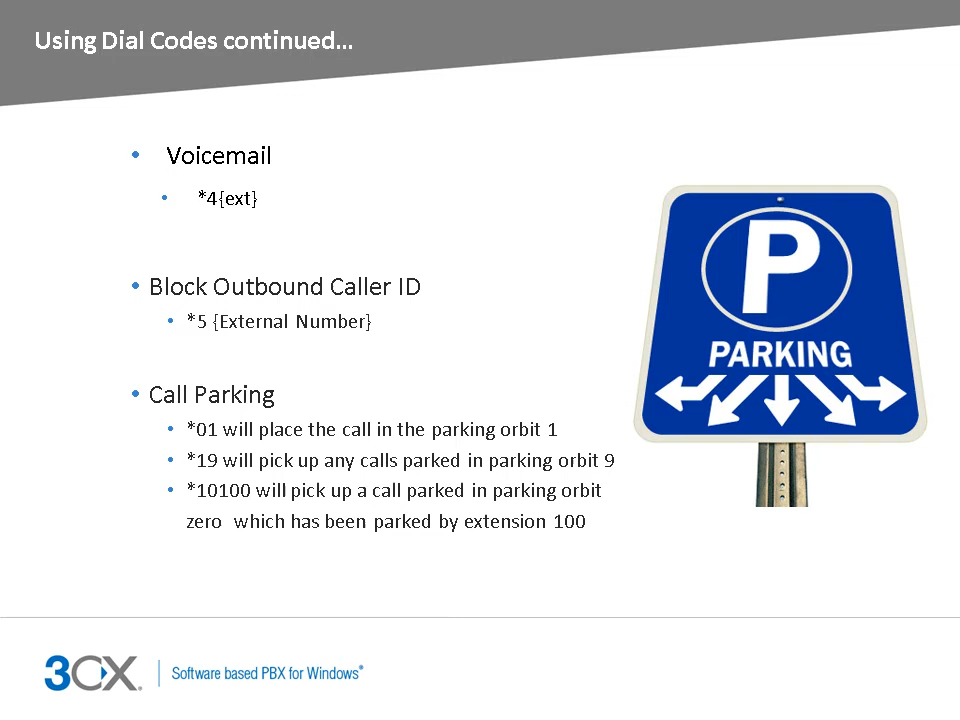 Using Dial Codes continued…
• Voicemail
• *4{ext}
• Block Outbound Caller ID
• *5 {External Number}
• Call Parking
• *01 will place the call in the parking orbit 1
• *19 will pick up any calls parked in parking orbit 9
• *10100 will pick up a call parked in parking orbit
zero which has been parked by extension 100
P
PARKING
3CX® Software based PBX for Windows®